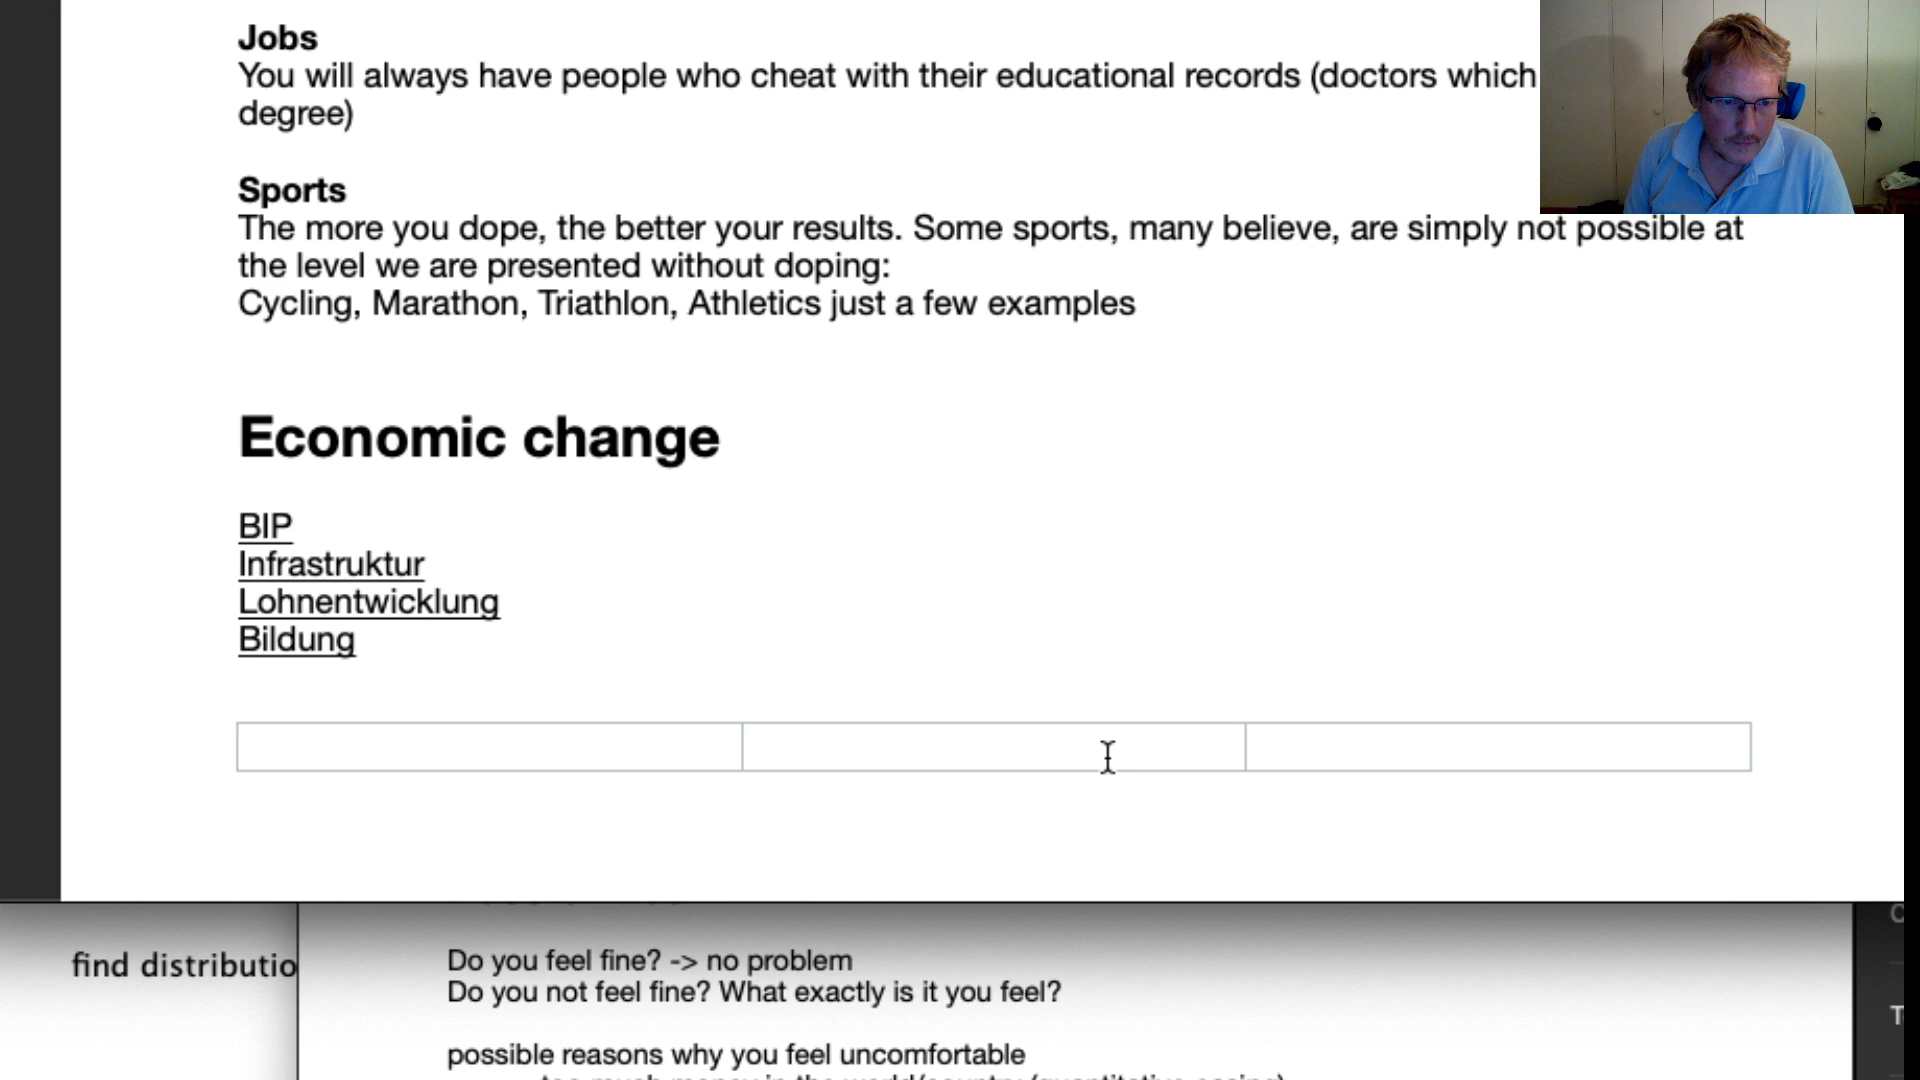 Jobs
You will always have people who cheat with their educational records (doctors which
degree)
Sports
The more you dope, the better your results. Some sports, many believe, are simply not possible at
the level we are presented without doping:
Cycling, Marathon, Triathlon, Athletics just a few examples
Economic change
BIP
Infrastruktur
Lohnentwicklung
Bildung
find distributio
Do you feel fine? -> no problem
Do you not feel fine? What exactly is it you feel?
possible reasons why you feel uncomfortable